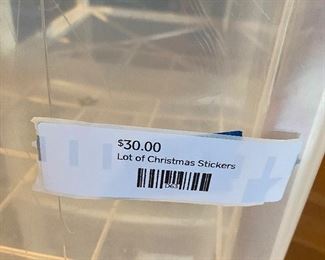 $30.00
Lot of Christmas Stickers